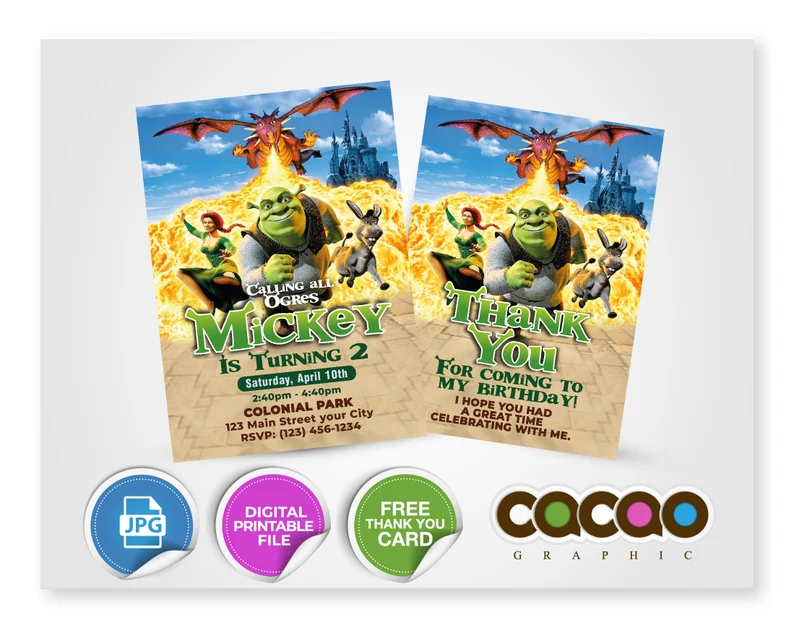 CaLLiNG aLL
OGReS
MiCKeY
iS TuRNiNG 2
Saturday, April 10th
2:40pm - 4:40pm
COLONIAL PARK
123 Main Street your City
RSVP: (123) 456-1234
THaNK
You
FoR CoMiNG To
MY BiRTHDaY!
I HOPE YOU HAD
A GREAT TIME
CELEBRATING WITH ME.
JPG
DIGITAL
PRINTABLE
FILE
FREE
THANK YOU
CARD
cacao
GRAPHIC